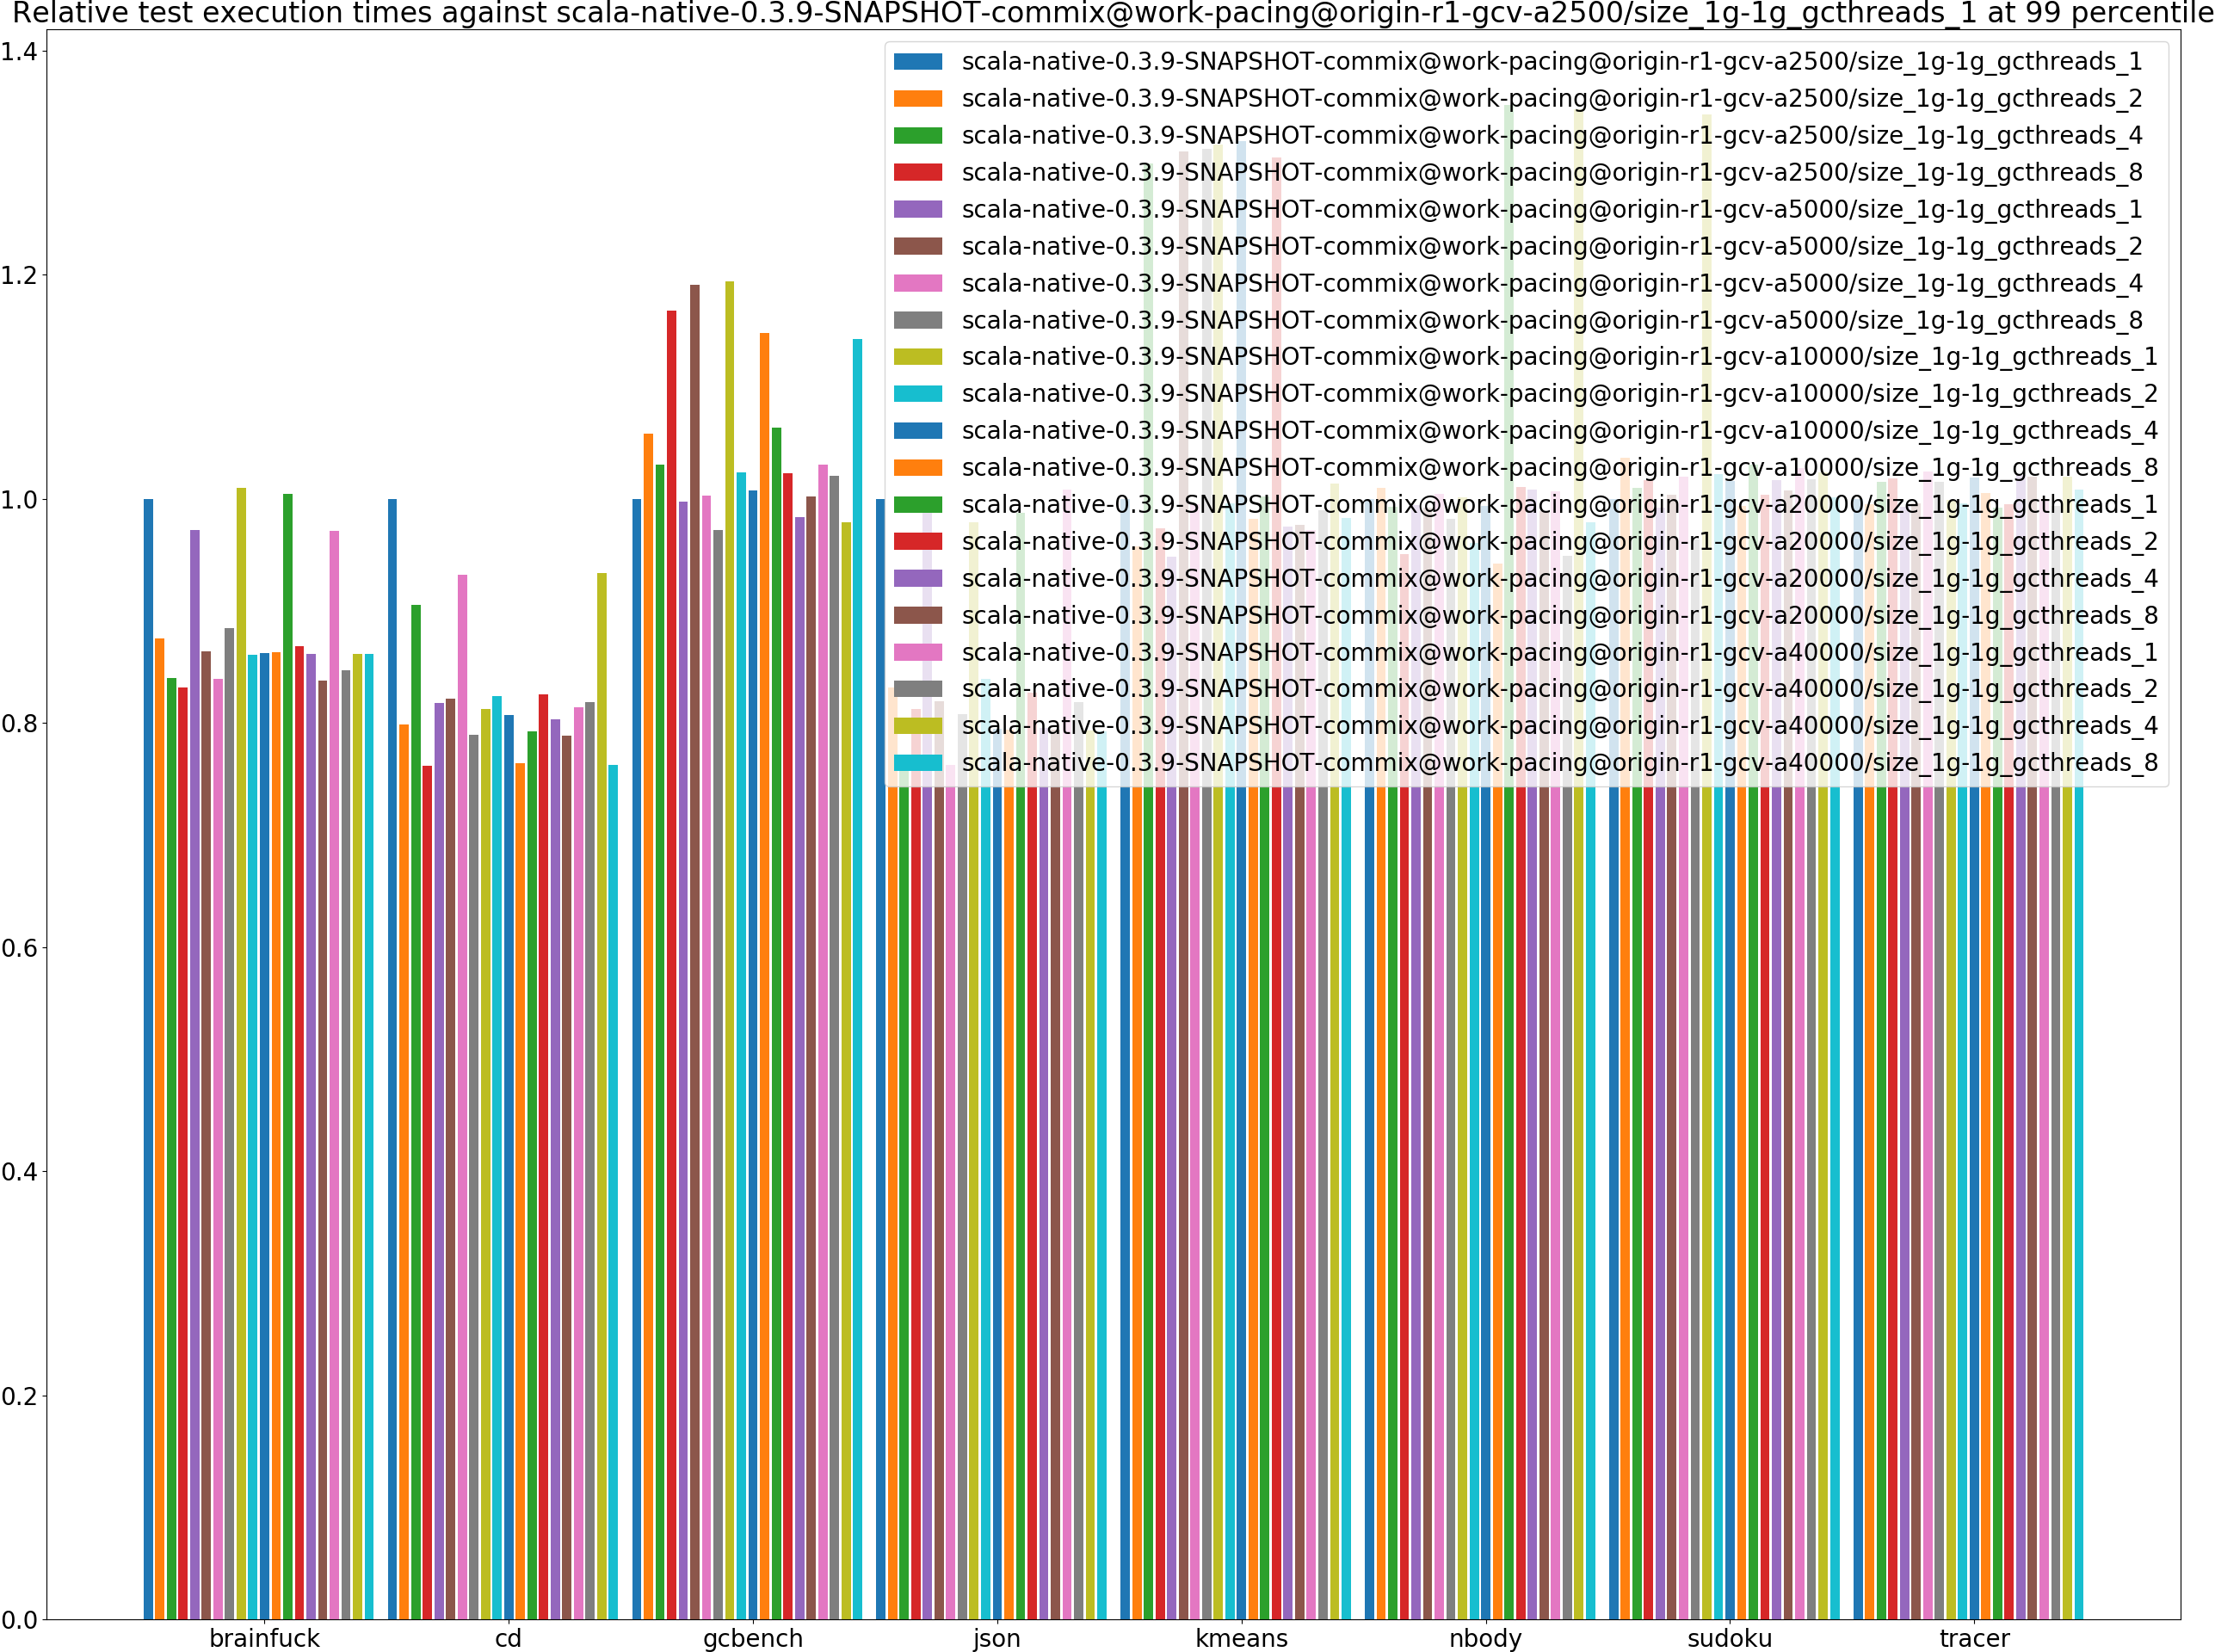 Relative test execution times against scala-native-0.3.9-SNAPSHOT-commix@work-pacing@origin-r1-gcv-a2500/size_1g-1g_gcthreads_1 at 99 percentile
1.4
1.2
1.0
0.8
0.6
0.4
0.2
0.0
scala-native-0.3.9-SNAPSHOT-commix@work-pacing@origin-r1-gcv-a2500/size_1g-1g_gcthreads_1
scala-native-0.3.9-SNAPSHOT-commix@work-pacing@origin-r1-gcv-a2500/size_1g-1g_gcthreads_2
scala-native-0.3.9-SNAPSHOT-commix@work-pacing@origin-r1-gcv-a2500/size_1g-1g_gcthreads_4
scala-native-0.3.9-SNAPSHOT-commix@work-pacing@origin-r1-gcv-a2500/size_1g-1g_gcthreads_8
scala-native-0.3.9-SNAPSHOT-commix@work-pacing@origin-r1-gcv-a5000/size_1g-1g_gcthreads_1
scala-native-0.3.9-SNAPSHOT-commix@work-pacing@origin-r1-gcv-a5000/size_1g-1g_gcthreads_2
scala-native-0.3.9-SNAPSHOT-commix@work-pacing@origin-r1-gcv-a5000/size_1g-1g_gcthreads_4
scala-native-0.3.9-SNAPSHOT-commix@work-pacing@origin-r1-gcv-a5000/size_1g-1g_gcthreads_8
scala-native-0.3.9-SNAPSHOT-commix@work-pacing@origin-r1-gcv-a10000/size_1g-1g_gcthreads_1
scala-native-0.3.9-SNAPSHOT-commix@work-pacing@origin-r1-gcv-a10000/size_1g-1g_gcthreads_2
scala-native-0.3.9-SNAPSHOT-commix@work-pacing@origin-r1-gcv-a10000/size_1g-1g_gcthreads_4
scala-native-0.3.9-SNAPSHOT-commix@work-pacing@origin-r1-gcv-a10000/size_1g-1g_gcthreads_8
scala-native-0.3.9-SNAPSHOT-commix@work-pacing@origin-r1-gcv-a20000/size_1g-1g_gcthreads_1
scala-native-0.3.9-SNAPSHOT-commix@work-pacing@origin-r1-gcv-a20000/size_1g-1g_gcthreads_2
scala-native-0.3.9-SNAPSHOT-commix@work-pacing@origin-r1-gcv-a20000/size_1g-1g_gcthreads_4
scala-native-0.3.9-SNAPSHOT-commix@work-pacing@origin-r1-gcv-a20000/size_1g-1g_gcthreads_8
scala-native-0.3.9-SNAPSHOT-commix@work-pacing@origin-r1-gcv-a40000/size_1g-1g_gcthreads_1
scala-native-0.3.9-SNAPSHOT-commix@work-pacing@origin-r1-gcv-a40000/size_1g-1g_gcthreads_2
scala-native-0.3.9-SNAPSHOT-commix@work-pacing@origin-r1-gcv-a40000/size_1g-1g_gcthreads_4
scala-native-0.3.9-SNAPSHOT-commix@work-pacing@origin-r1-gcv-a40000/size_1g-1g_gcthreads_8
brainfuck cd gcbench json kmeans nbody sudoku tracer